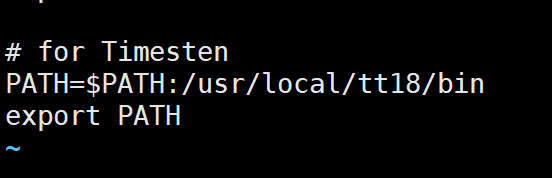 # for Timesten
PATH=$PATH:/usr/local/tt18/bin
export PATH
~